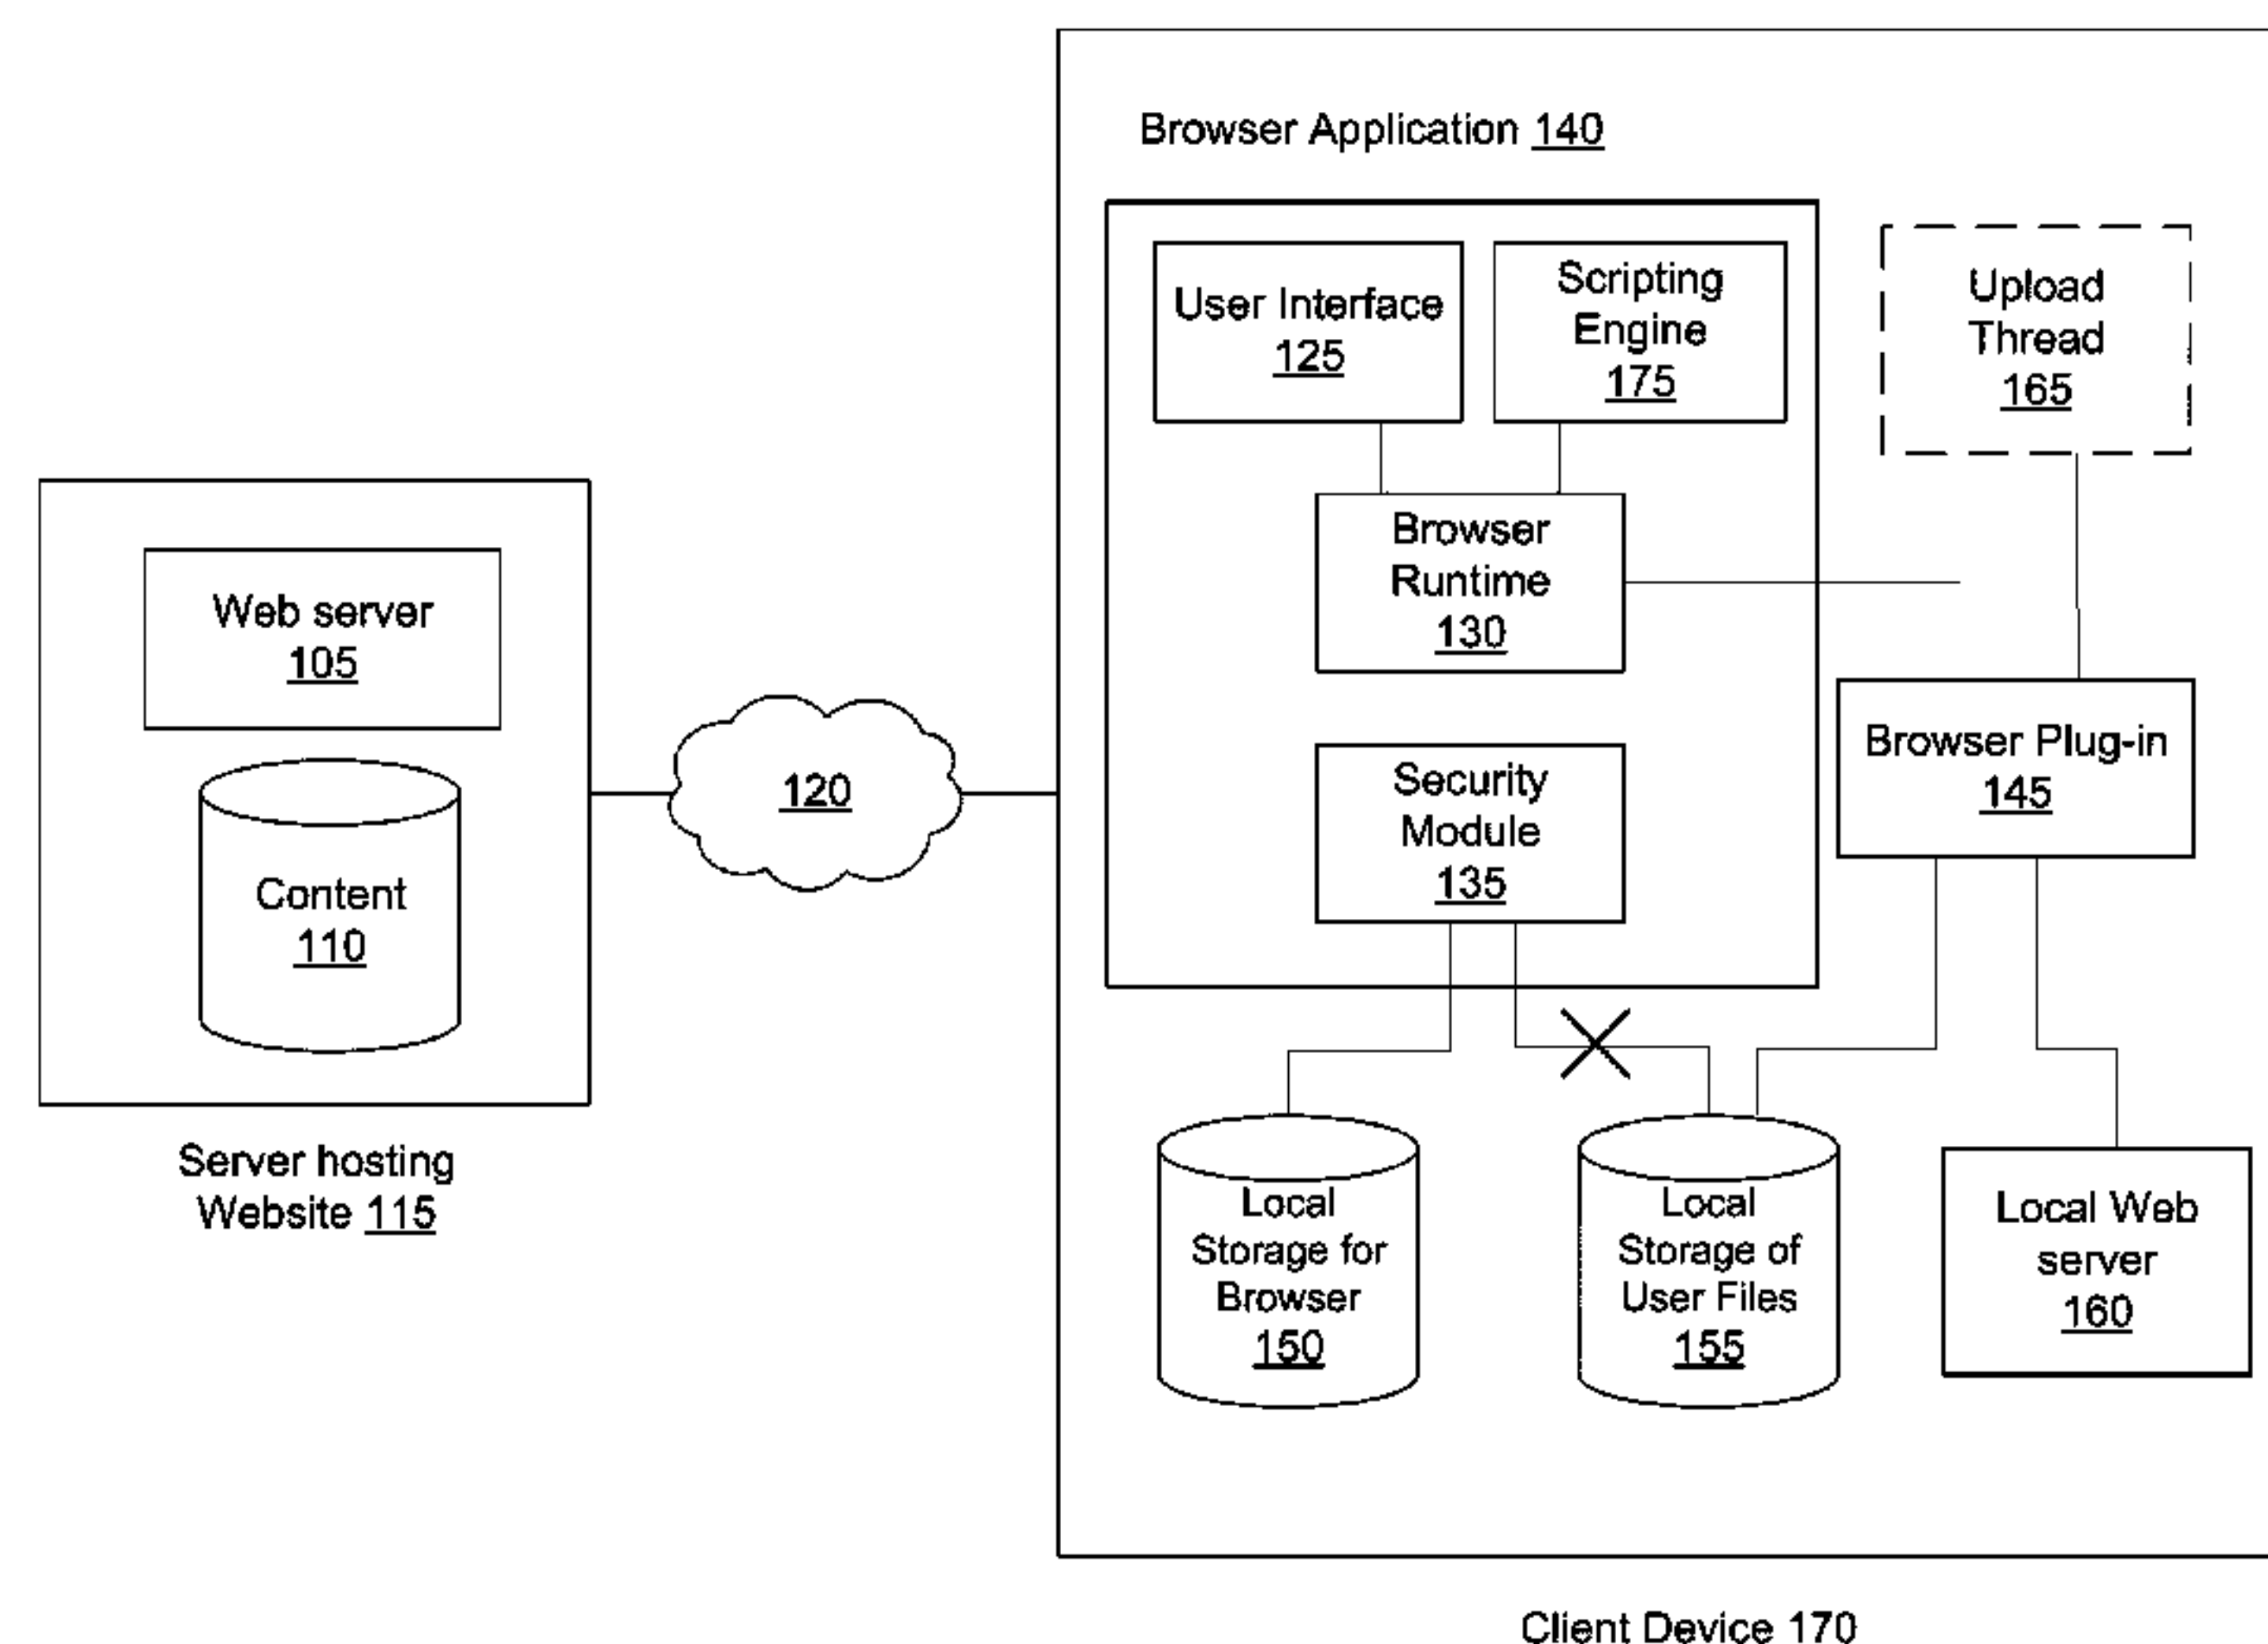 Browser Application 140
User Interface
125
Scripting
Engine
175
Upload
Thread
165
Browser
Runtime
130
Web server
105
Content
110
Server hosting
Website 115
120
Security
Module
135
Browser Plug-in
145
Local
Storage for
Browser
150
Local
Storage of
User Files
155
Local Web
server
160
Client Device 170